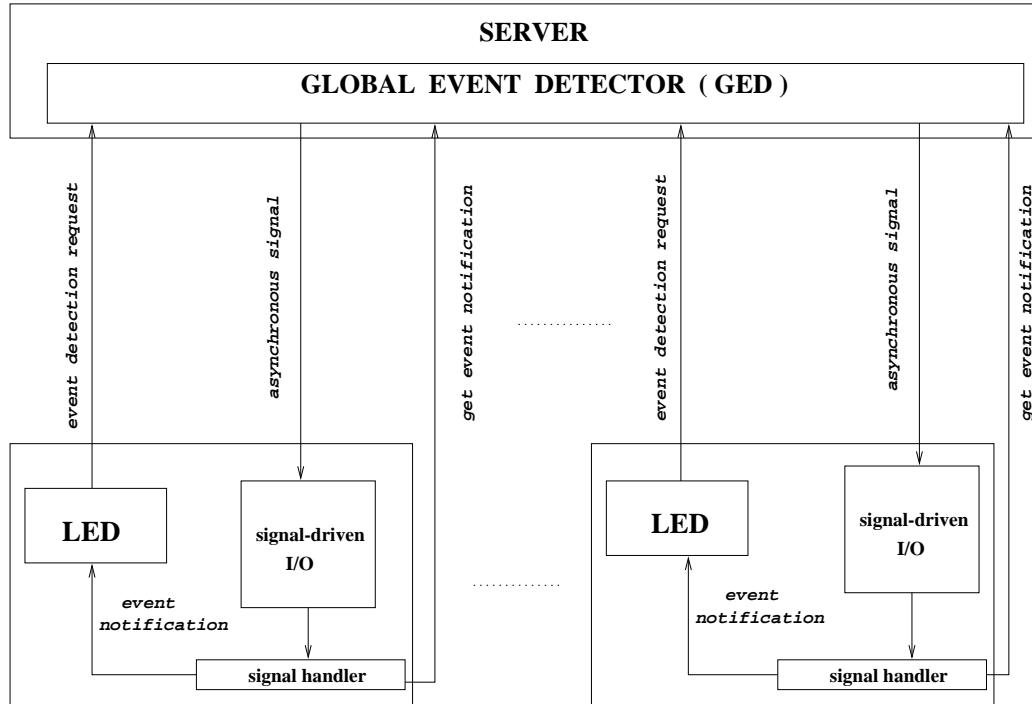 SERVER
GLOBAL EVENT DETECTOR ( GED )
event detection request
asynchronous signal
get event notification
event detection request
asynchronous signal
get event notification
LED
signal-driven
I/O
event
notification
signal handler
LED
signal-driven
I/O
event
notification
signal handler